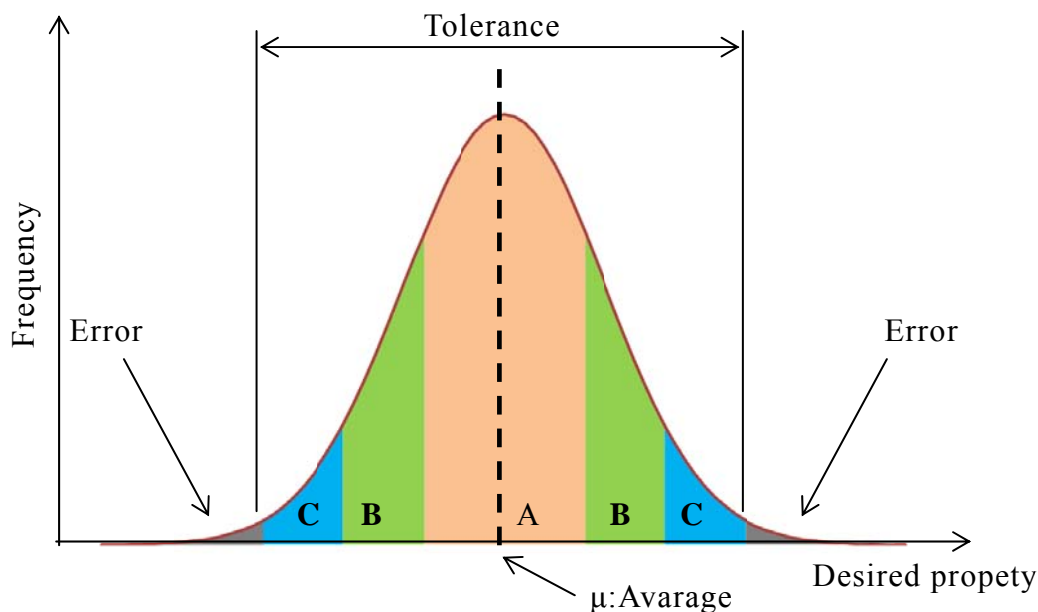 Tolerance
Frequency
Error
Error
C B A B C
Desired propety
μ:Avarage